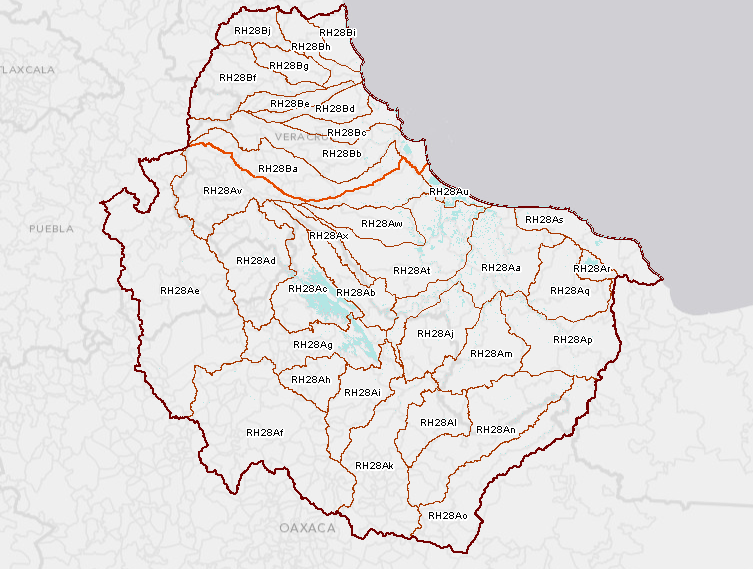 RH28Bj
RH28Bi
RH28Bh
RH28Bg
TLAXCALA
RH28Bf
RH28Be
RH28Bd
RH28Bc
VERACRU
RH28Bb
RH28Ba
RH28Av
RH28Au
RH28As
RH28Aw
PUEBLA
RH28Ax
RH28Ad
RH28At
RH28Aa
RH28Ar
RH28Ae
RH28Ac
RH28Ab
RH28Aq
RH28Aj
RH28Ap
RH28Ag
RH28Am
RH28Ah
RH28Ai
RH28Al
RH28Af
RH28An
RH28Ak
RH28Ao
OAXACA